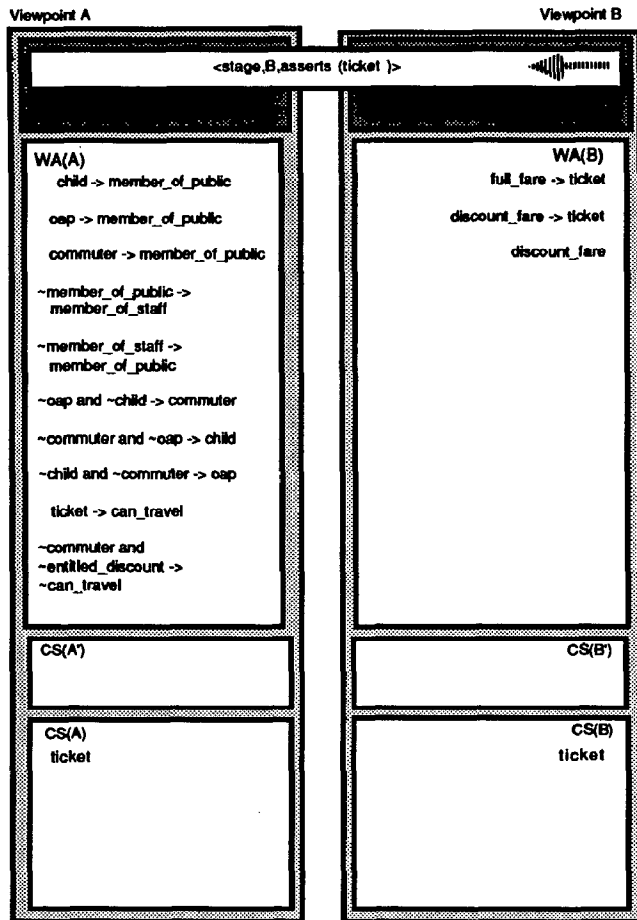 Viewpoint A
Viewpoint B
<stage,B,asserts (ticket )>
WA(A)
child -> member_of_public
oap -> member_of_public
commuter -> member_of_public
~member_of_public ->
member_of_staff
~member_of_staff ->
member_of_public
~oap and ~child -> commuter
~commuter and ~oap -> child
~child and ~commuter -> oap
ticket -> can_travel
~commuter and
~entitled_discount ->
~can_travel
WA(B)
full_fare -> ticket
discount_fare -> ticket
discount_fare
CS(A')
CS(B')
CS(A)
ticket
CS(B)
ticket